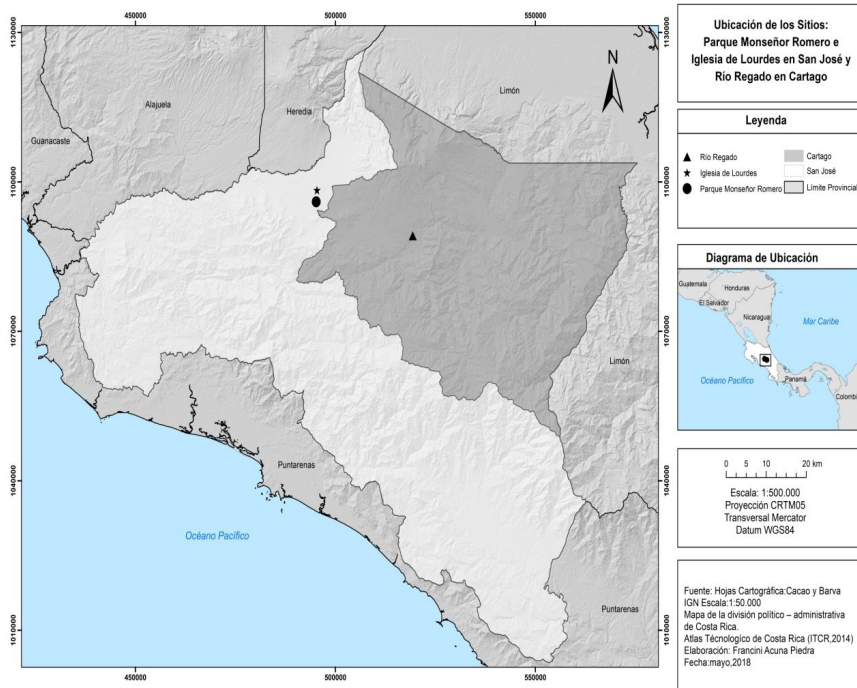 450000
500000
550000
1130000
1100000
1070000
1040000
1010000
1130000
1100000
1070000
1040000
1010000
450000
500000
550000
Guanacaste
Alajuela
Heredia
Limón
Limón
Puntarenas
Puntarenas
Océano Pacífico
N
Ubicación de los Sitios:
Parque Monseñor Romero e
Iglesia de Lourdes en San José y
Río Regado en Cartago
Leyenda
Río Regado
Iglesia de Lourdes
Parque Monseñor Romero
Cartago
San José
Límite Provincial
Diagrama de Ubicación
Guatemala
Honduras
El Salvador
Nicaragua
Mar Caribe
Océano Pacífico
Panamá
Colombi
0 5 10 20 km
Escala: 1:500.000
Proyección CRTM05
Transversal Mercator
Datum WGS84
Fuente: Hojas Cartográfica:Cacao y Barva
IGN Escala:1:50.000
Mapa de la división político – administrativa
de Costa Rica.
Atlas Técnologíco de Costa Rica (ITCR,2014)
Elaboración: Francini Acuna Piedra
Fecha:mayo,2018